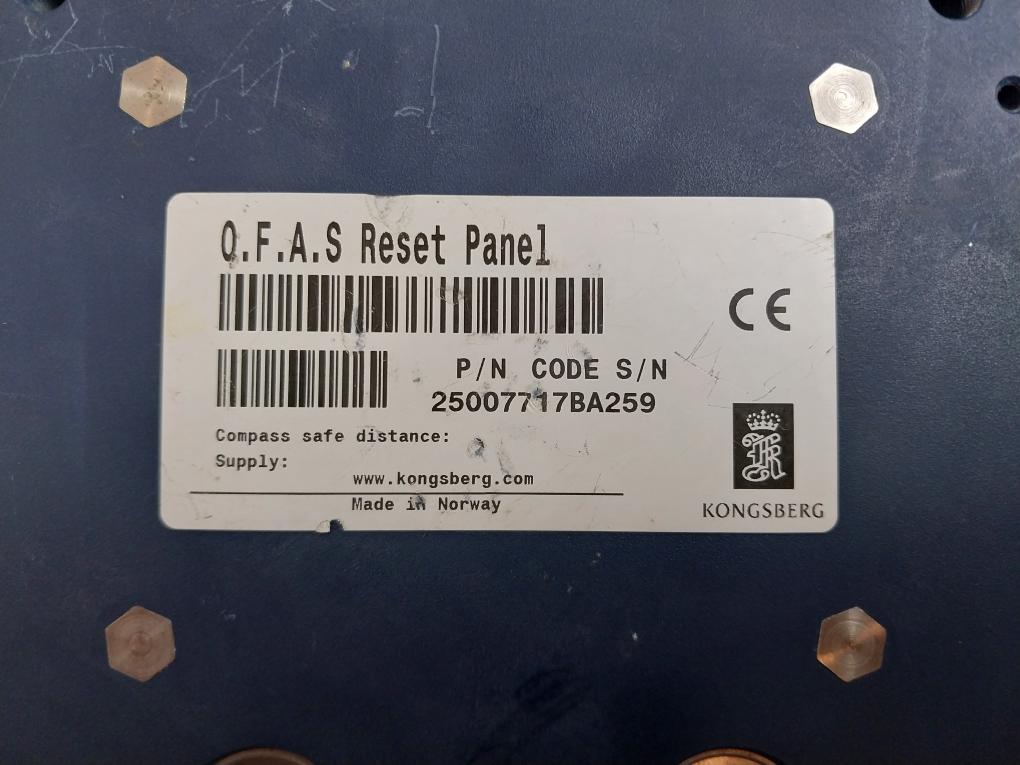 O.F.A.S Reset Panel
CE
P/N CODE S/N
25007717BA259
Compass safe distance:
Supply:
www.kongsberg.com
Made in Norway
KONGSBERG